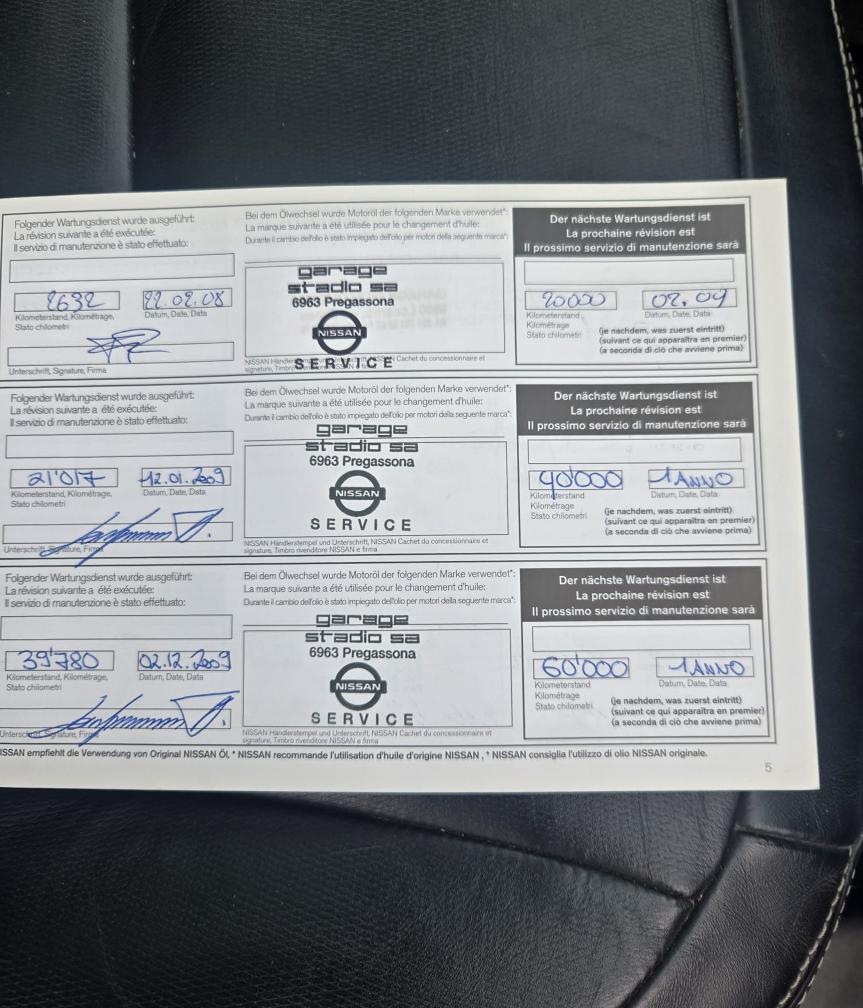 Folgender Wartungsdienst wurde ausgeführt:
La révision suivante a été exécutée:
Il servizio di manutenzione è stato effettuato:
2632
22.02.08
Kilometerstand, Kilométrage,
Stato chilometri
Datum, Date, Data
Unterschrift, Signature, Firma
Bei dem Ölwechsel wurde Motoröl der folgenden Marke verwendet*:
La marque suivante a été utilisée pour le changement d'huile:
Durante il cambio dell'olio è stato impiegato dell'olio per motori della seguente marca*:
garage
stadio sa
6963 Pregassona
NISSAN
SERVICE
Cachet du concessionnaire et
signature, Timbro
Der nächste Wartungsdienst ist
La prochaine révision est
Il prossimo servizio di manutenzione sarà
20000
02.09
Kilometerstand
Kilométrage
Stato chilometri
Datum, Date, Data
(je nachdem, was zuerst eintritt)
(suivant ce qui apparaîtra en premier)
(a seconda di ciò che avviene prima)
Folgender Wartungsdienst wurde ausgeführt:
La révision suivante a été exécutée:
Il servizio di manutenzione è stato effettuato:
21'017
12.01.2009
Kilometerstand, Kilométrage,
Stato chilometri
Datum, Date, Data
Unterschrift, Signature, Firma
Bei dem Ölwechsel wurde Motoröl der folgenden Marke verwendet*:
La marque suivante a été utilisée pour le changement d'huile:
Durante il cambio dell'olio è stato impiegato dell'olio per motori della seguente marca*:
garage
stadio sa
6963 Pregassona
NISSAN
SERVICE
NISSAN Händlerstempel und Unterschrift, NISSAN Cachet du concessionnaire et
signature, Timbro rivenditore NISSAN e firma
Der nächste Wartungsdienst ist
La prochaine révision est
Il prossimo servizio di manutenzione sarà
40'000
1 ANNO
Kilometerstand
Kilométrage
Stato chilometri
Datum, Date, Data
(je nachdem, was zuerst eintritt)
(suivant ce qui apparaîtra en premier)
(a seconda di ciò che avviene prima)
Folgender Wartungsdienst wurde ausgeführt:
La révision suivante a été exécutée:
Il servizio di manutenzione è stato effettuato:
39'780
02.12.2009
Kilometerstand, Kilométrage,
Stato chilometri
Datum, Date, Data
Unterschrift, Signature, Firma
Bei dem Ölwechsel wurde Motoröl der folgenden Marke verwendet*:
La marque suivante a été utilisée pour le changement d'huile:
Durante il cambio dell'olio è stato impiegato dell'olio per motori della seguente marca*:
garage
stadio sa
6963 Pregassona
NISSAN
SERVICE
NISSAN Händlerstempel und Unterschrift, NISSAN Cachet du concessionnaire et
signature, Timbro rivenditore NISSAN e firma
Der nächste Wartungsdienst ist
La prochaine révision est
Il prossimo servizio di manutenzione sarà
60'000
1 ANNO
Kilometerstand
Kilométrage
Stato chilometri
Datum, Date, Data
(je nachdem, was zuerst eintritt)
(suivant ce qui apparaîtra en premier)
(a seconda di ciò che avviene prima)
ISSAN empfiehlt die Verwendung von Original NISSAN Öl, * NISSAN recommande l'utilisation d'huile d'origine NISSAN, * NISSAN consiglia l'utilizzo di olio NISSAN originale.
5